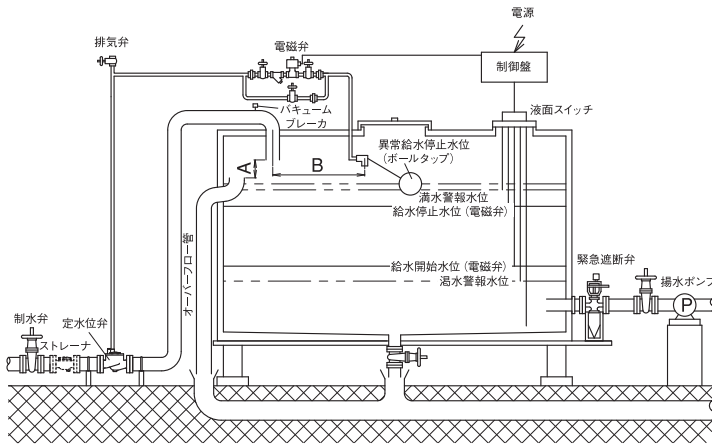 電源
排気弁
電磁弁
制御盤
バキューム
ブレーカ
液面スイッチ
異常給水停止水位
(ボールタップ)
A
B
満水警報水位
給水停止水位(電磁弁)
オーバーフロー管
給水開始水位(電磁弁)
渇水警報水位
緊急遮断弁
揚水ポンプ
P
制水弁
定水位弁
ストレーナ